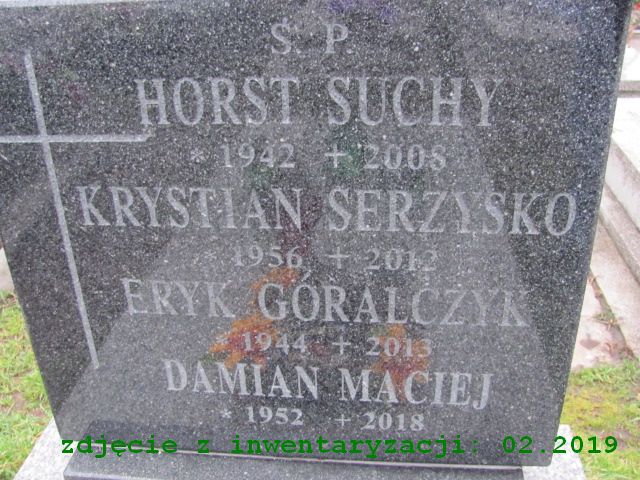 Ś. P.
HORST SUCHY
* 1942 + 2008
KRYSTIAN SERZYSKO
* 1956 + 2013
ERYK GÓRALCZYK
* 1944 + 2013
DAMIAN MACIEJ
* 1952 + 2018
zdjęcie z inwentaryzacji: 02.2019